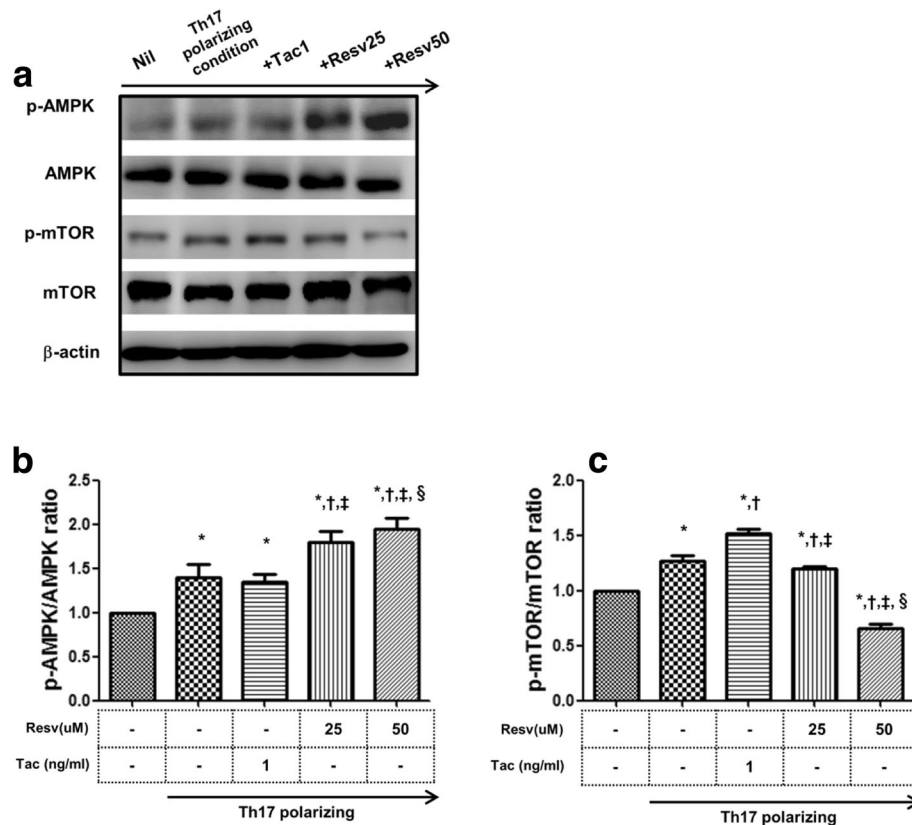 a
Nil
Th17
polarizing
condition
+Tac1
+Resv25
+Resv50
p-AMPK
AMPK
p-mTOR
mTOR
β-actin
b
p-AMPK/AMPK ratio
2.5
2.0
1.5
1.0
0.5
0.0
*
*
*,†,‡
*,†,‡, §
Resv(uM) - - - 25 50
Tac (ng/ml) - - 1 - -
Th17 polarizing
c
p-mTOR/mTOR ratio
2.0
1.5
1.0
0.5
0.0
*
*,†
*,†,‡
*,†,‡, §
Resv(uM) - - - 25 50
Tac (ng/ml) - - 1 - -
Th17 polarizing